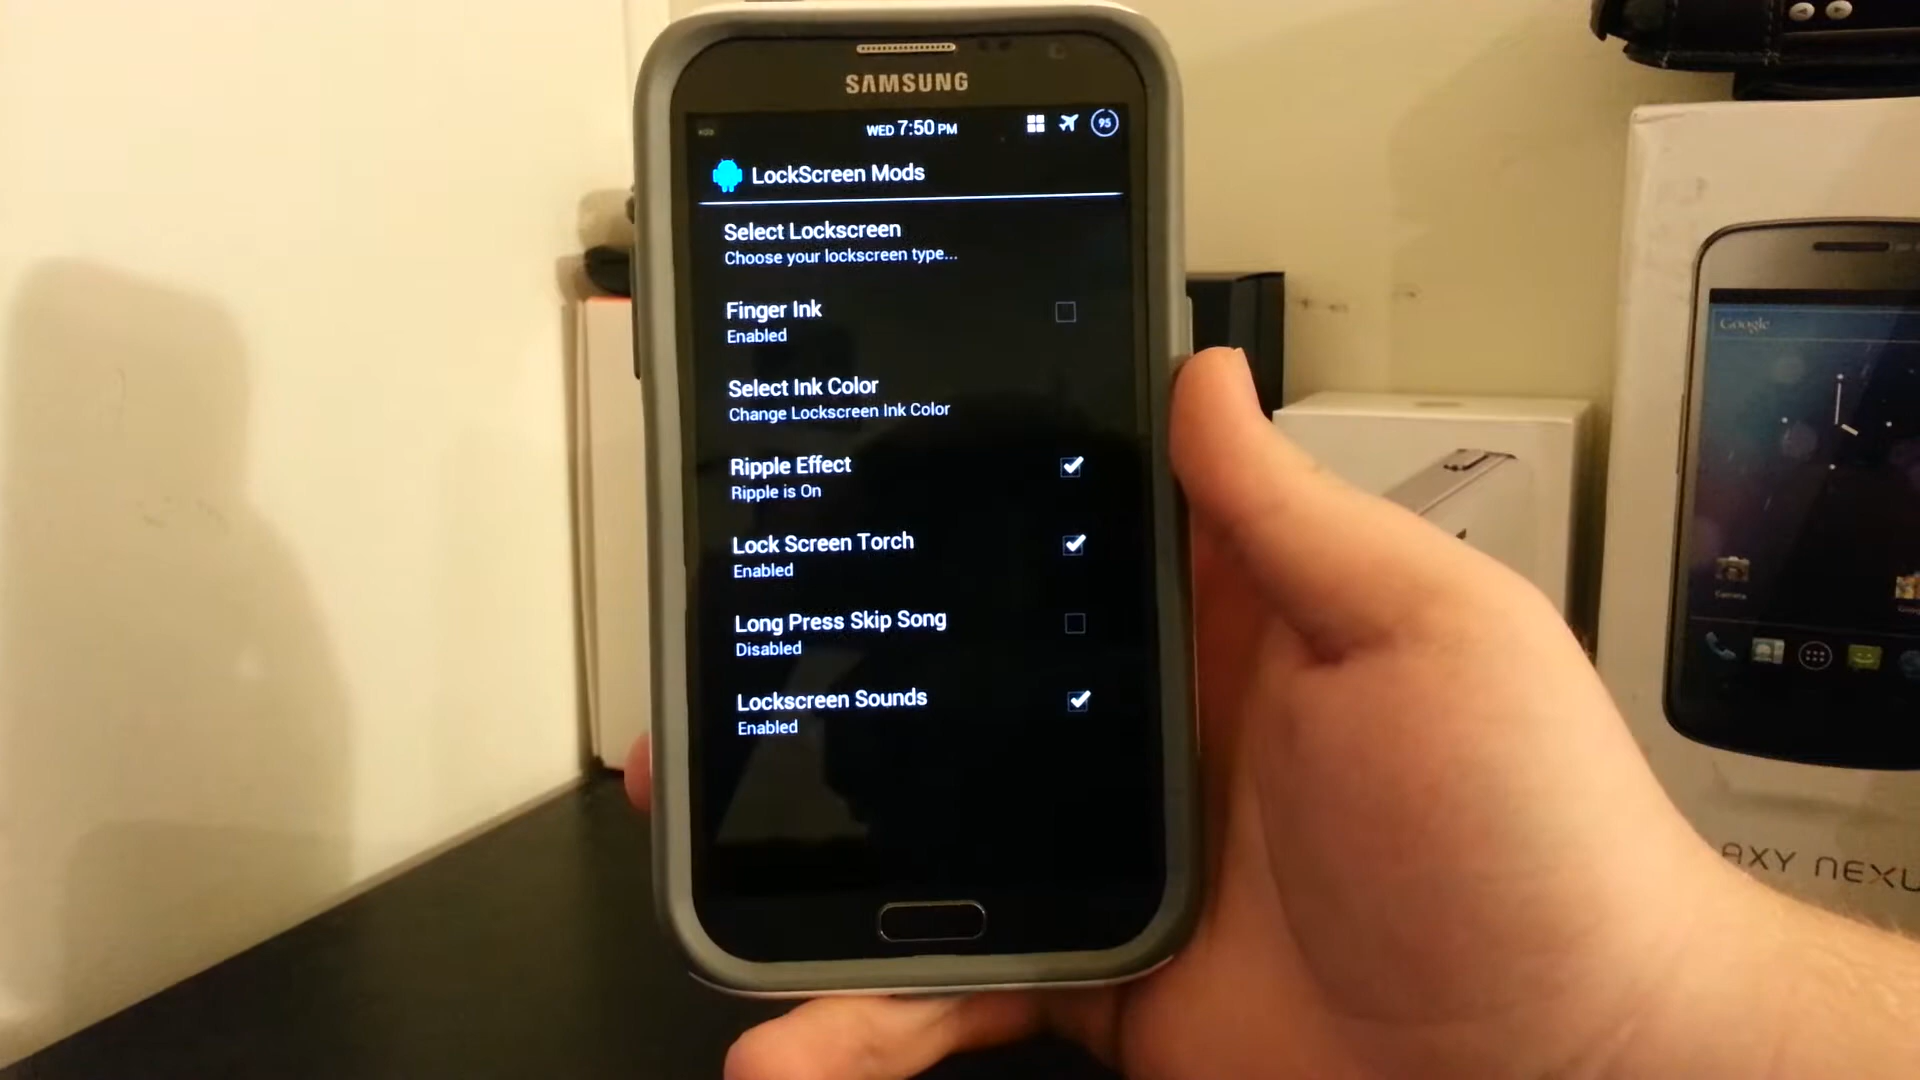 SAMSUNG
WED 7:50 PM
95
LockScreen Mods
Select Lockscreen
Choose your lockscreen type...
Finger Ink
Enabled
Select Ink Color
Change Lockscreen Ink Color
Ripple Effect
Ripple is On
Lock Screen Torch
Enabled
Long Press Skip Song
Disabled
Lockscreen Sounds
Enabled
Google
Camera
AXY NEXU